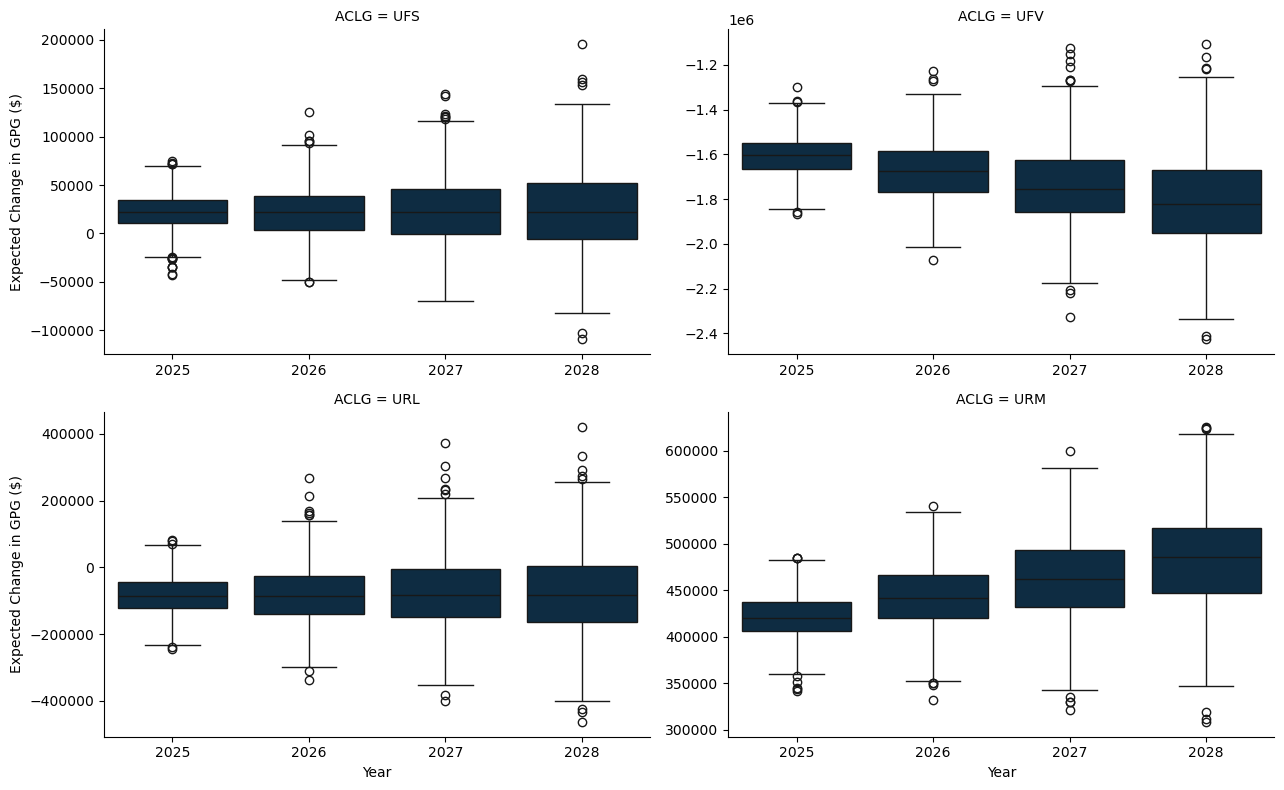 ACLG = UFS
Expected Change in GPG ($)
200000
150000
100000
50000
0
−50000
−100000
2025 2026 2027 2028
ACLG = UFV
1e6
−1.2
−1.4
−1.6
−1.8
−2.0
−2.2
−2.4
2025 2026 2027 2028
ACLG = URL
Expected Change in GPG ($)
400000
200000
0
−200000
−400000
2025 2026 2027 2028
Year
ACLG = URM
600000
550000
500000
450000
400000
350000
300000
2025 2026 2027 2028
Year